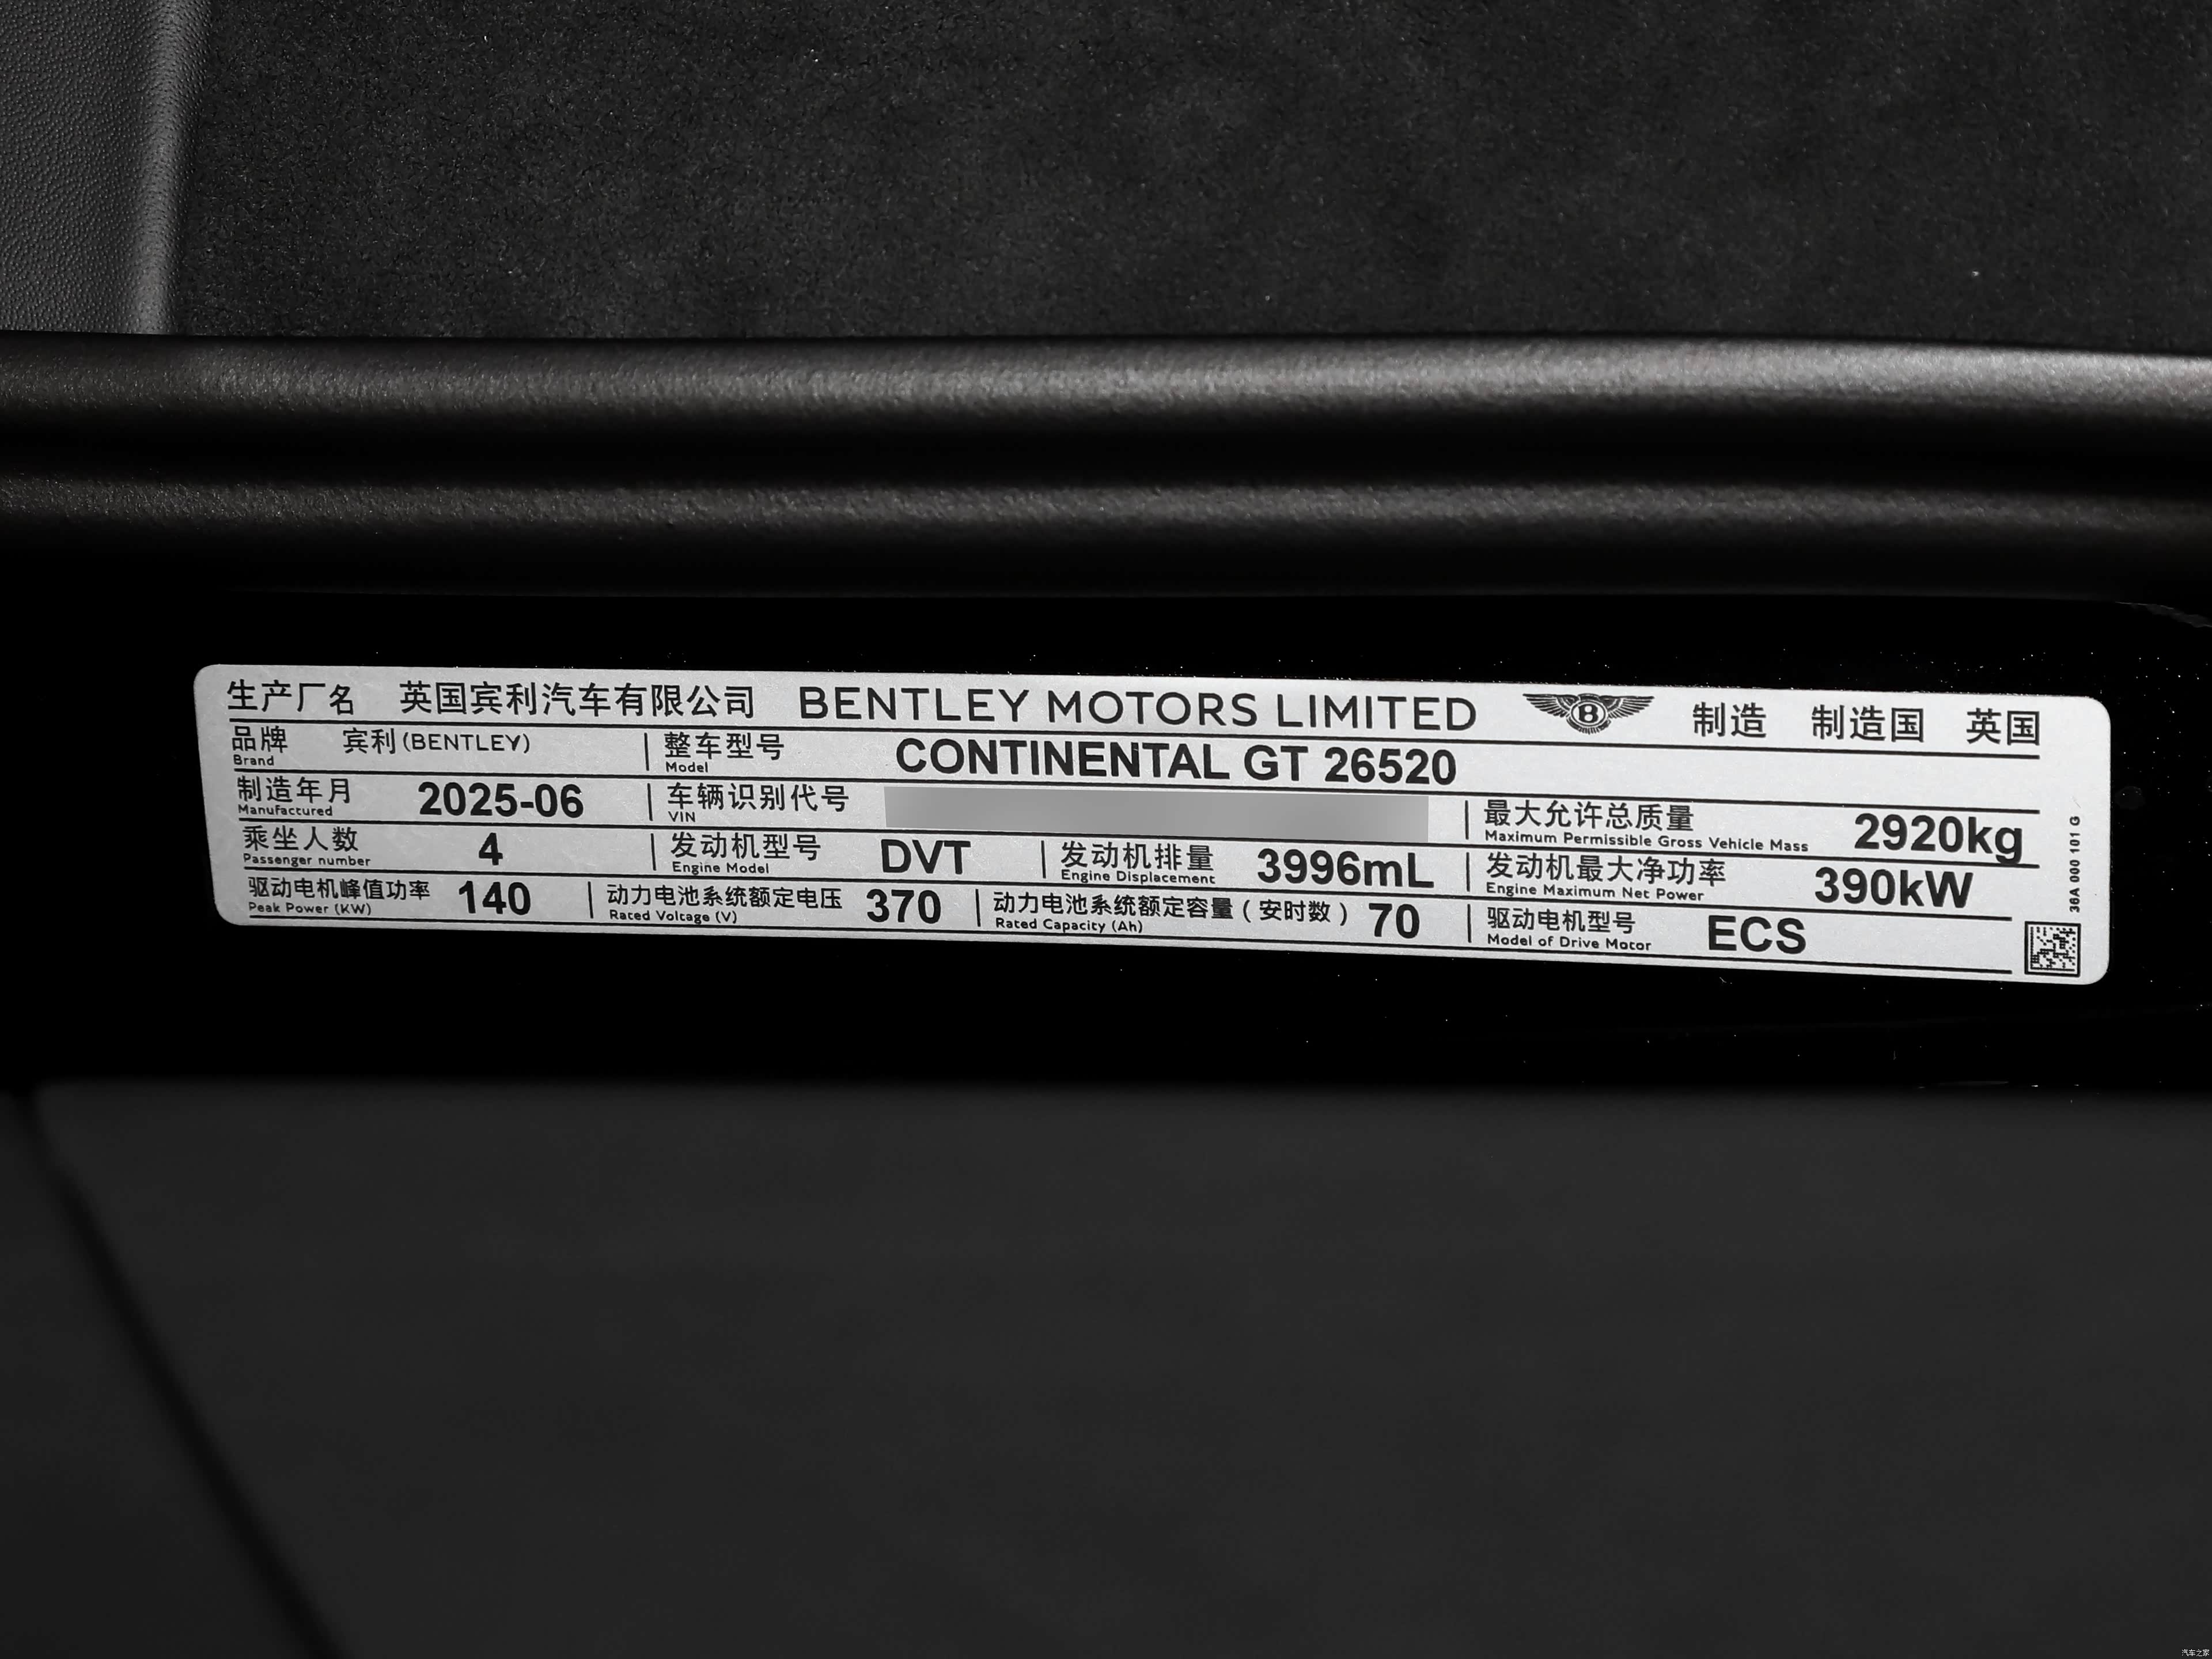 生产厂名 英国宾利汽车有限公司 BENTLEY MOTORS LIMITED B 制造 制造国 英国
品牌 宾利(BENTLEY) 整车型号 CONTINENTAL GT 26520
Brand Model
制造年月 2025-06 车辆识别代号 最大允许总质量 2920kg
Manufactured VIN Maximum Permissible Gross Vehicle Mass
乘坐人数 4 发动机型号 DVT 发动机排量 3996mL 发动机最大净功率 390kW
Passenger number Engine Model Engine Displacement Engine Maximum Net Power
驱动电机峰值功率 140 动力电池系统额定电压 370 动力电池系统额定容量(安时数) 70 驱动电机型号 ECS
Peak Power (KW) Rated Voltage (V) Rated Capacity (Ah) Model of Drive Motor
36A 000 101 G
汽车之家